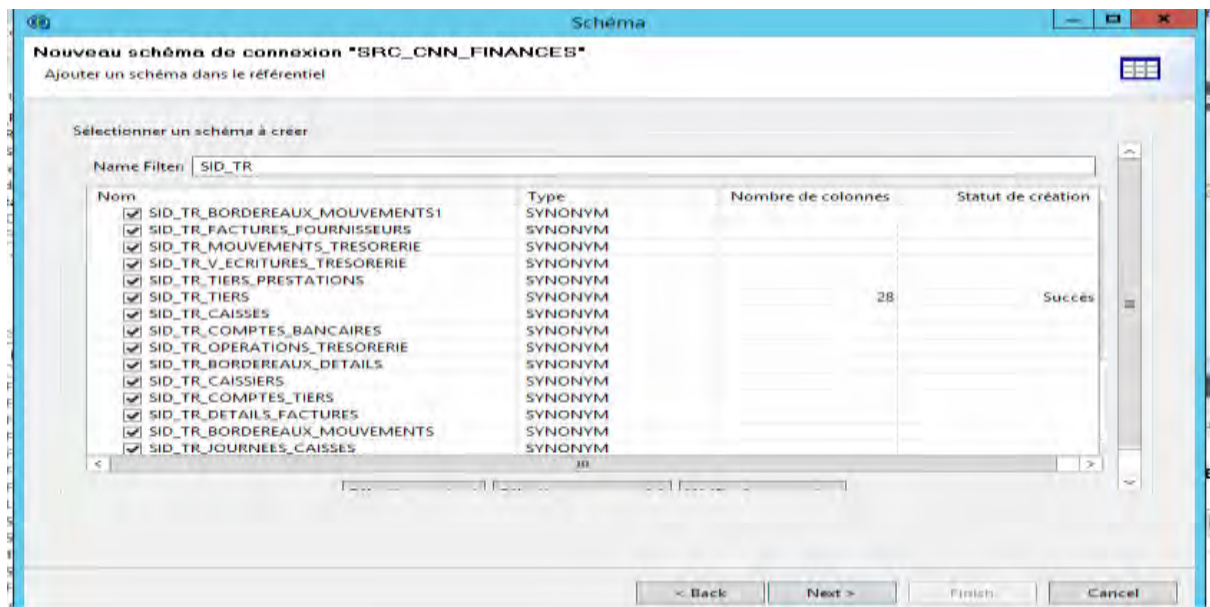 Schéma
Nouveau schéma de connexion "SRC_CNN_FINANCES"
Ajouter un schéma dans le référentiel
Sélectionner un schéma à créer
Name Filter: SID_TR
Nom Type Nombre de colonnes Statut de création
SID_TR_BORDEREAUX_MOUVEMENTS1 SYNONYM
SID_TR_FACTURES_FOURNISSEURS SYNONYM
SID_TR_MOUVEMENTS_TRESORERIE SYNONYM
SID_TR_V_ECRITURES_TRESORERIE SYNONYM
SID_TR_TIERS_PRESTATIONS SYNONYM
SID_TR_TIERS SYNONYM 28 Succès
SID_TR_CAISSES SYNONYM
SID_TR_COMPTES_BANCAIRES SYNONYM
SID_TR_OPERATIONS_TRESORERIE SYNONYM
SID_TR_BORDEREAUX_DETAILS SYNONYM
SID_TR_CAISSIERS SYNONYM
SID_TR_COMPTES_TIERS SYNONYM
SID_TR_DETAILS_FACTURES SYNONYM
SID_TR_BORDEREAUX_MOUVEMENTS SYNONYM
SID_TR_JOURNEES_CAISSES SYNONYM
< Back Next > Finish Cancel